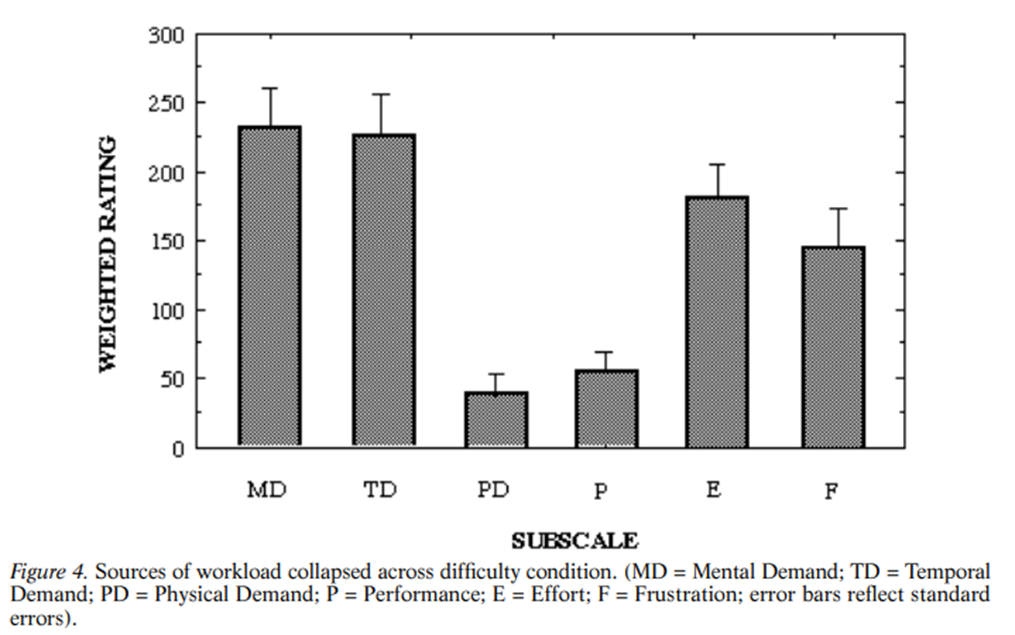 300
250
200
150
100
50
0
WEIGHTED RATING
MD TD PD P E F
SUBSCALE
Figure 4. Sources of workload collapsed across difficulty condition. (MD = Mental Demand; TD = Temporal
Demand; PD = Physical Demand; P = Performance; E = Effort; F = Frustration; error bars reflect standard
errors).